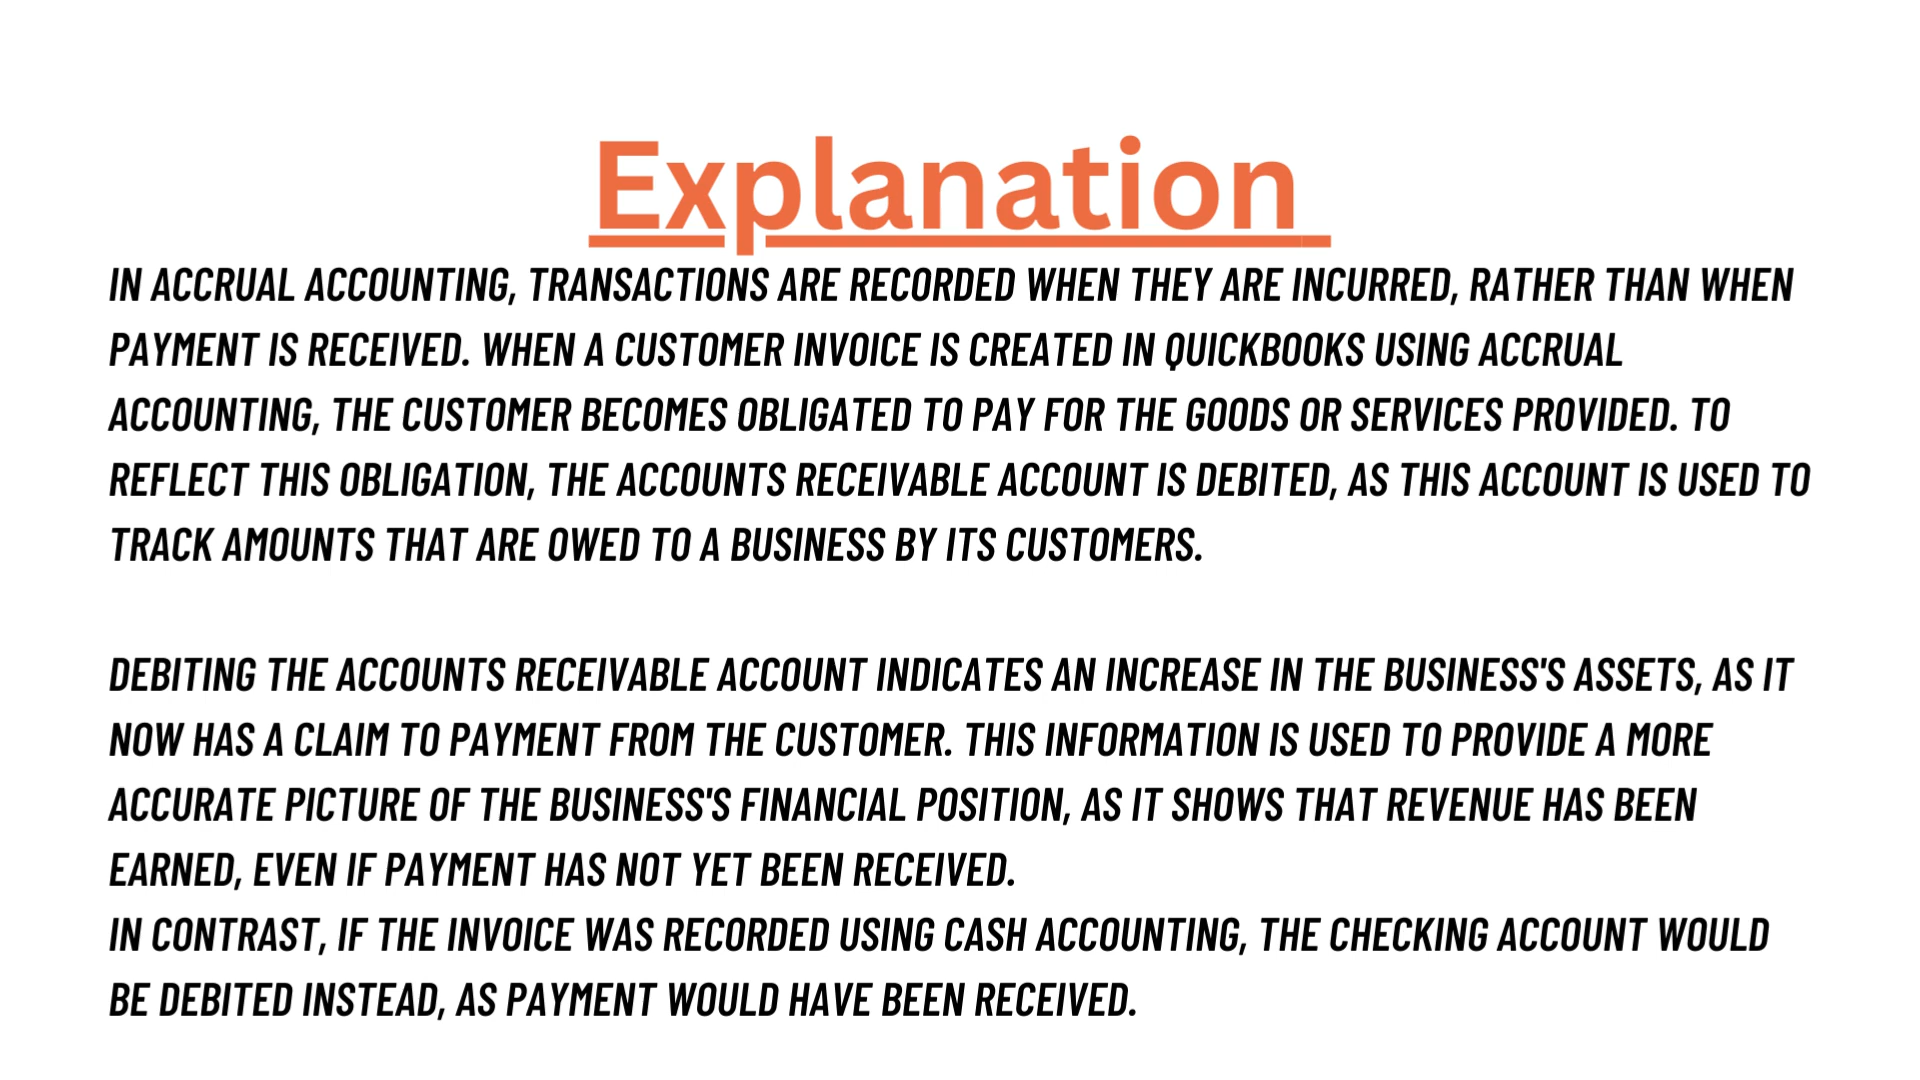 Explanation
IN ACCRUAL ACCOUNTING, TRANSACTIONS ARE RECORDED WHEN THEY ARE INCURRED, RATHER THAN WHEN
PAYMENT IS RECEIVED. WHEN A CUSTOMER INVOICE IS CREATED IN QUICKBOOKS USING ACCRUAL
ACCOUNTING, THE CUSTOMER BECOMES OBLIGATED TO PAY FOR THE GOODS OR SERVICES PROVIDED. TO
REFLECT THIS OBLIGATION, THE ACCOUNTS RECEIVABLE ACCOUNT IS DEBITED, AS THIS ACCOUNT IS USED TO
TRACK AMOUNTS THAT ARE OWED TO A BUSINESS BY ITS CUSTOMERS.
DEBITING THE ACCOUNTS RECEIVABLE ACCOUNT INDICATES AN INCREASE IN THE BUSINESS'S ASSETS, AS IT
NOW HAS A CLAIM TO PAYMENT FROM THE CUSTOMER. THIS INFORMATION IS USED TO PROVIDE A MORE
ACCURATE PICTURE OF THE BUSINESS'S FINANCIAL POSITION, AS IT SHOWS THAT REVENUE HAS BEEN
EARNED, EVEN IF PAYMENT HAS NOT YET BEEN RECEIVED.
IN CONTRAST, IF THE INVOICE WAS RECORDED USING CASH ACCOUNTING, THE CHECKING ACCOUNT WOULD
BE DEBITED INSTEAD, AS PAYMENT WOULD HAVE BEEN RECEIVED.